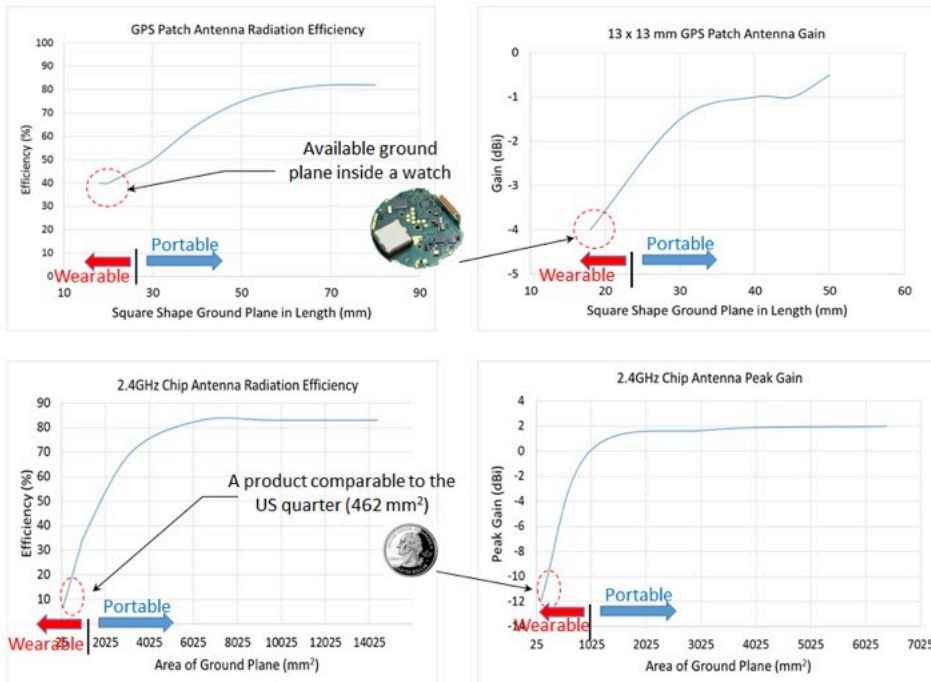 GPS Patch Antenna Radiation Efficiency
100
90
80
70
60
50
40
30
20
10
0
Efficiency (%)
Available ground
plane inside a watch
Portable
Wearable
10 30 50 70 90
Square Shape Ground Plane in Length (mm)
13 x 13 mm GPS Patch Antenna Gain
0
-1
-2
-3
-4
-5
Gain (dBi)
Portable
Wearable
10 20 30 40 50 60
Square Shape Ground Plane in Length (mm)
2.4GHz Chip Antenna Radiation Efficiency
90
80
70
60
50
40
30
20
10
Efficiency (%)
A product comparable to the
US quarter (462 mm²)
Portable
Wearable
25 2025 4025 6025 8025 10025 12025 14025
Area of Ground Plane (mm²)
2.4GHz Chip Antenna Peak Gain
4
2
0
-2
-4
-6
-8
-10
-12
-14
Peak Gain (dBi)
Portable
Wearable
25 1025 2025 3025 4025 5025 6025 7025
Area of Ground Plane (mm²)